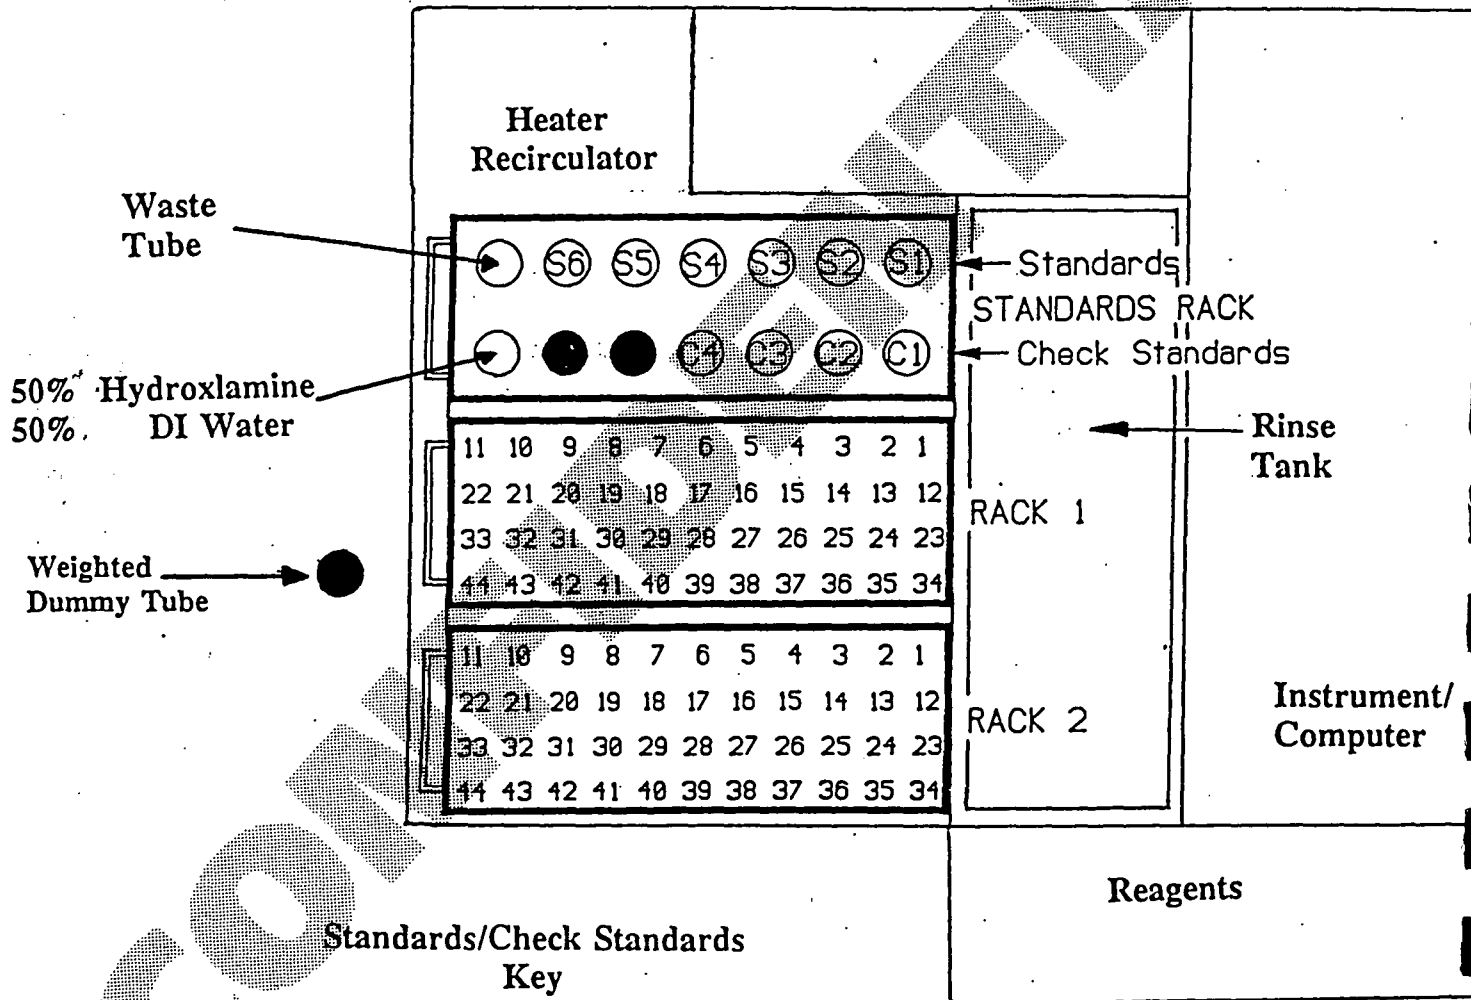 Heater
Recirculator
Waste
Tube
S6 S5 S4 S3 S2 S1
Standards
STANDARDS RACK
C4 C3 C2 C1
Check Standards
50% Hydroxlamine
50%. DI Water
Rinse
Tank
11 10 9 8 7 6 5 4 3 2 1
22 21 20 19 18 17 16 15 14 13 12
33 32 31 30 29 28 27 26 25 24 23
44 43 42 41 40 39 38 37 36 35 34
RACK 1
Weighted
Dummy Tube
11 10 9 8 7 6 5 4 3 2 1
22 21 20 19 18 17 16 15 14 13 12
33 32 31 30 29 28 27 26 25 24 23
44 43 42 41 40 39 38 37 36 35 34
RACK 2
Instrument/
Computer
Reagents
Standards/Check Standards
Key